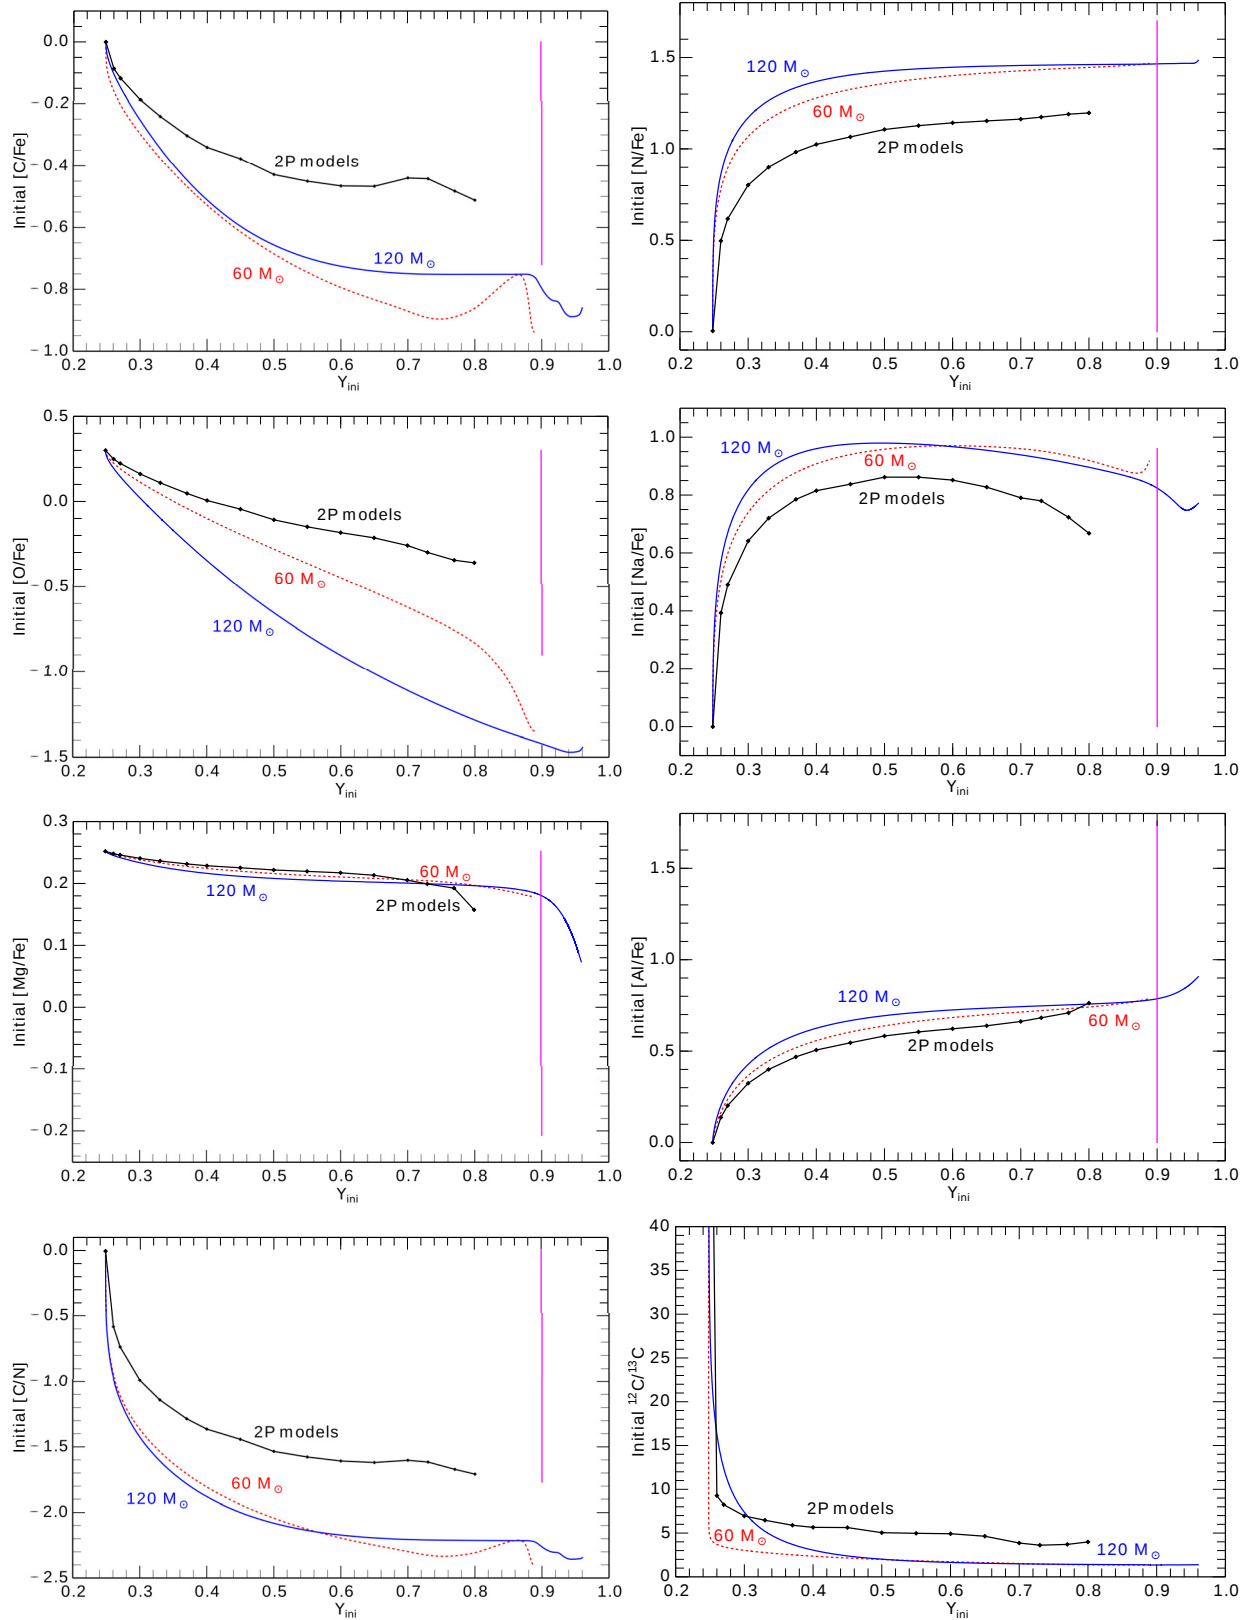 Initial [C/Fe]
0.0
− 0.2
− 0.4
− 0.6
− 0.8
− 1.0
2P models
120 M⊙
60 M⊙
0.2 0.3 0.4 0.5 0.6 0.7 0.8 0.9 1.0
Yini
Initial [N/Fe]
1.5
1.0
0.5
0.0
120 M⊙
60 M⊙
2P models
0.2 0.3 0.4 0.5 0.6 0.7 0.8 0.9 1.0
Yini
Initial [O/Fe]
0.5
0.0
− 0.5
− 1.0
− 1.5
2P models
60 M⊙
120 M⊙
0.2 0.3 0.4 0.5 0.6 0.7 0.8 0.9 1.0
Yini
Initial [Na/Fe]
1.0
0.8
0.6
0.4
0.2
0.0
120 M⊙
60 M⊙
2P models
0.2 0.3 0.4 0.5 0.6 0.7 0.8 0.9 1.0
Yini
Initial [Mg/Fe]
0.3
0.2
0.1
0.0
− 0.1
− 0.2
60 M⊙
120 M⊙
2P models
0.2 0.3 0.4 0.5 0.6 0.7 0.8 0.9 1.0
Yini
Initial [Al/Fe]
1.5
1.0
0.5
0.0
120 M⊙
60 M⊙
2P models
0.2 0.3 0.4 0.5 0.6 0.7 0.8 0.9 1.0
Yini
Initial [C/N]
0.0
− 0.5
− 1.0
− 1.5
− 2.0
− 2.5
2P models
60 M⊙
120 M⊙
0.2 0.3 0.4 0.5 0.6 0.7 0.8 0.9 1.0
Yini
Initial ¹²C/¹³C
40
35
30
25
20
15
10
5
0
2P models
60 M⊙
120 M⊙
0.2 0.3 0.4 0.5 0.6 0.7 0.8 0.9 1.0
Yini